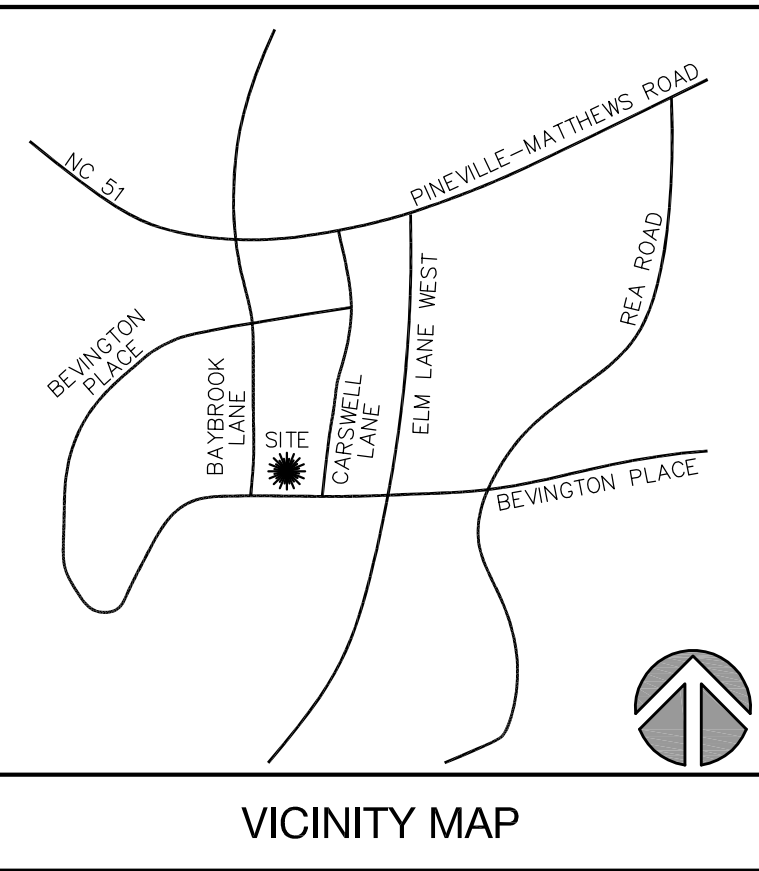 NC 51
PINEVILLE-MATTHEWS ROAD
REA ROAD
ELM LANE WEST
BEVINGTON
PLACE
BAYBROOK
LANE
SITE
CARSWELL
LANE
BEVINGTON PLACE
VICINITY MAP